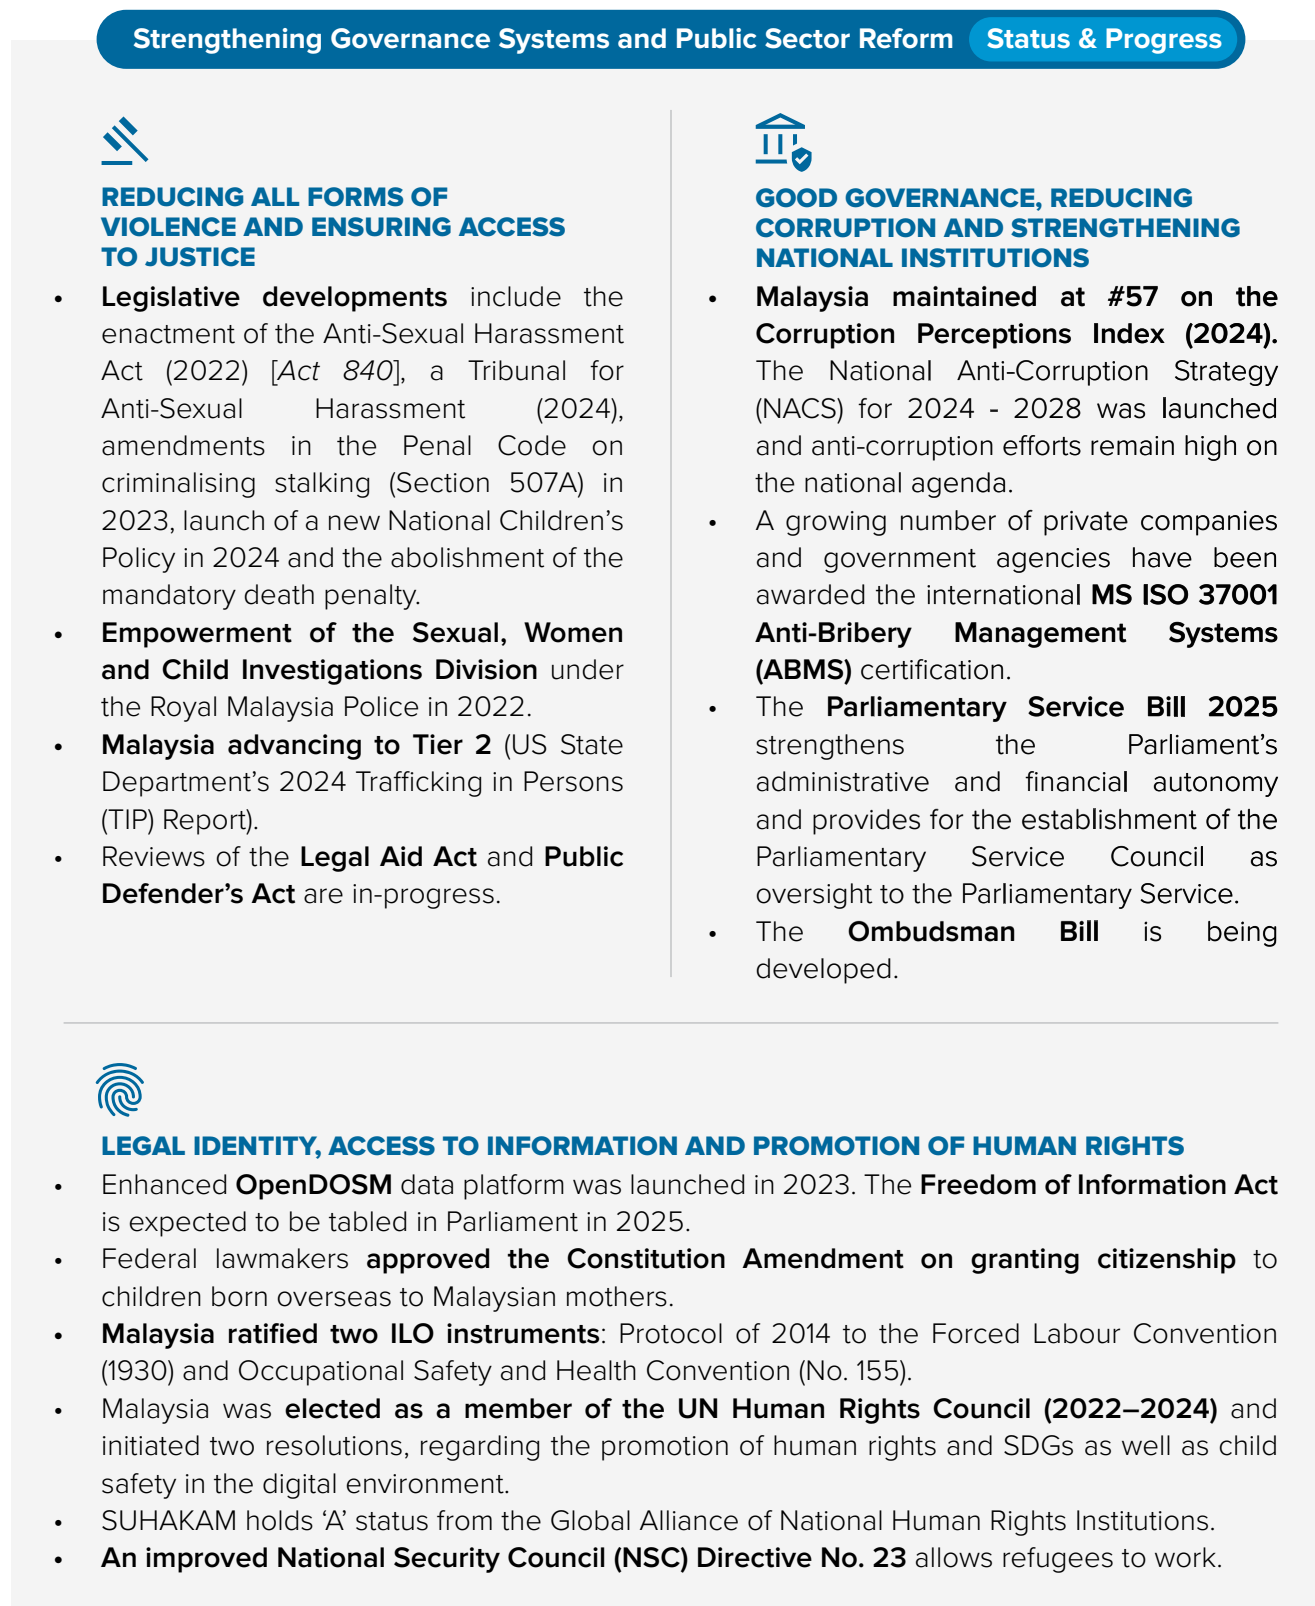 Strengthening Governance Systems and Public Sector Reform Status & Progress
REDUCING ALL FORMS OF
VIOLENCE AND ENSURING ACCESS
TO JUSTICE
• Legislative developments include the
enactment of the Anti-Sexual Harassment
Act (2022) [Act 840], a Tribunal for
Anti-Sexual Harassment (2024),
amendments in the Penal Code on
criminalising stalking (Section 507A) in
2023, launch of a new National Children's
Policy in 2024 and the abolishment of the
mandatory death penalty.
• Empowerment of the Sexual, Women
and Child Investigations Division under
the Royal Malaysia Police in 2022.
• Malaysia advancing to Tier 2 (US State
Department's 2024 Trafficking in Persons
(TIP) Report).
• Reviews of the Legal Aid Act and Public
Defender's Act are in-progress.
GOOD GOVERNANCE, REDUCING
CORRUPTION AND STRENGTHENING
NATIONAL INSTITUTIONS
• Malaysia maintained at #57 on the
Corruption Perceptions Index (2024).
The National Anti-Corruption Strategy
(NACS) for 2024 - 2028 was launched
and anti-corruption efforts remain high on
the national agenda.
• A growing number of private companies
and government agencies have been
awarded the international MS ISO 37001
Anti-Bribery Management Systems
(ABMS) certification.
• The Parliamentary Service Bill 2025
strengthens the Parliament's
administrative and financial autonomy
and provides for the establishment of the
Parliamentary Service Council as
oversight to the Parliamentary Service.
• The Ombudsman Bill is being
developed.
LEGAL IDENTITY, ACCESS TO INFORMATION AND PROMOTION OF HUMAN RIGHTS
• Enhanced OpenDOSM data platform was launched in 2023. The Freedom of Information Act
is expected to be tabled in Parliament in 2025.
• Federal lawmakers approved the Constitution Amendment on granting citizenship to
children born overseas to Malaysian mothers.
• Malaysia ratified two ILO instruments: Protocol of 2014 to the Forced Labour Convention
(1930) and Occupational Safety and Health Convention (No. 155).
• Malaysia was elected as a member of the UN Human Rights Council (2022–2024) and
initiated two resolutions, regarding the promotion of human rights and SDGs as well as child
safety in the digital environment.
• SUHAKAM holds ‘A’ status from the Global Alliance of National Human Rights Institutions.
• An improved National Security Council (NSC) Directive No. 23 allows refugees to work.